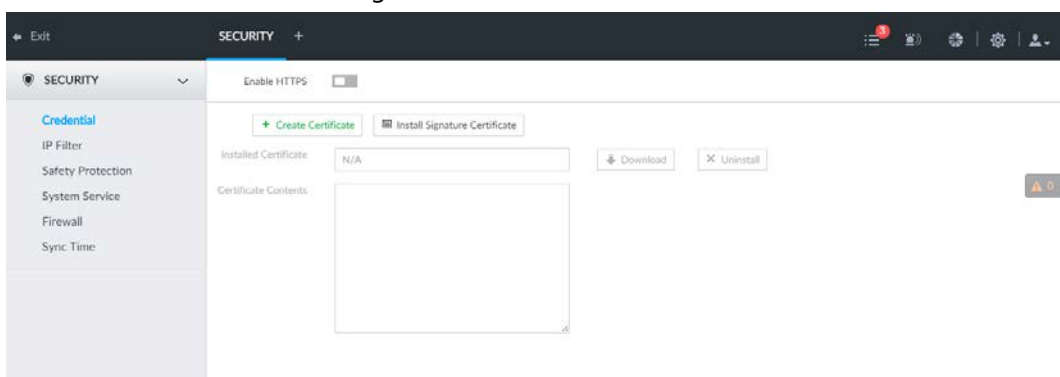 Exit
SECURITY +
3
SECURITY
Enable HTTPS
Credential
IP Filter
Safety Protection
System Service
Firewall
Sync Time
+ Create Certificate
Install Signature Certificate
Installed Certificate
N/A
Download
Uninstall
Certificate Contents
0